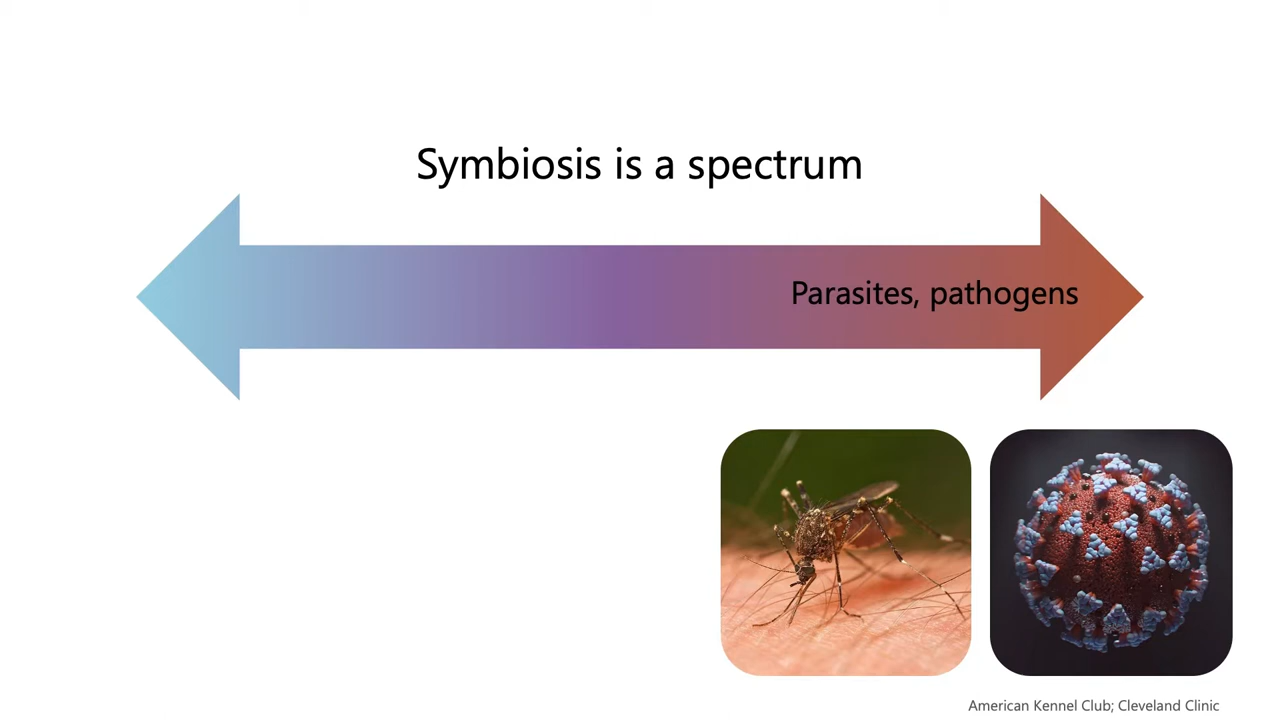 Symbiosis is a spectrum
Parasites, pathogens
American Kennel Club; Cleveland Clinic